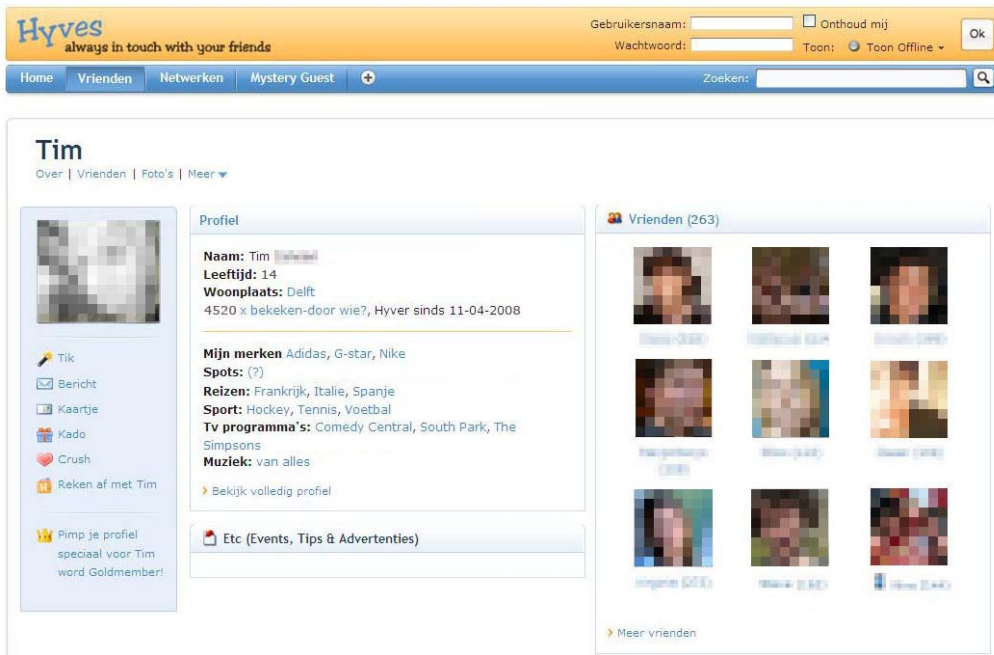 Hyves
always in touch with your friends
Gebruikersnaam:
Onthoud mij
Wachtwoord:
Toon: Toon Offline
Ok
Home Vrienden Netwerken Mystery Guest
Zoeken:
Tim
Over | Vrienden | Foto's | Meer
Tik
Bericht
Kaartje
Kado
Crush
Reken af met Tim
Pimp je profiel
speciaal voor Tim
word Goldmember!
Profiel
Naam: Tim
Leeftijd: 14
Woonplaats: Delft
4520 x bekeken-door wie?, Hyver sinds 11-04-2008
Mijn merken Adidas, G-star, Nike
Spots: (?)
Reizen: Frankrijk, Italie, Spanje
Sport: Hockey, Tennis, Voetbal
Tv programma's: Comedy Central, South Park, The
Simpsons
Muziek: van alles
Bekijk volledig profiel
Etc (Events, Tips & Advertenties)
Vrienden (263)
Meer vrienden